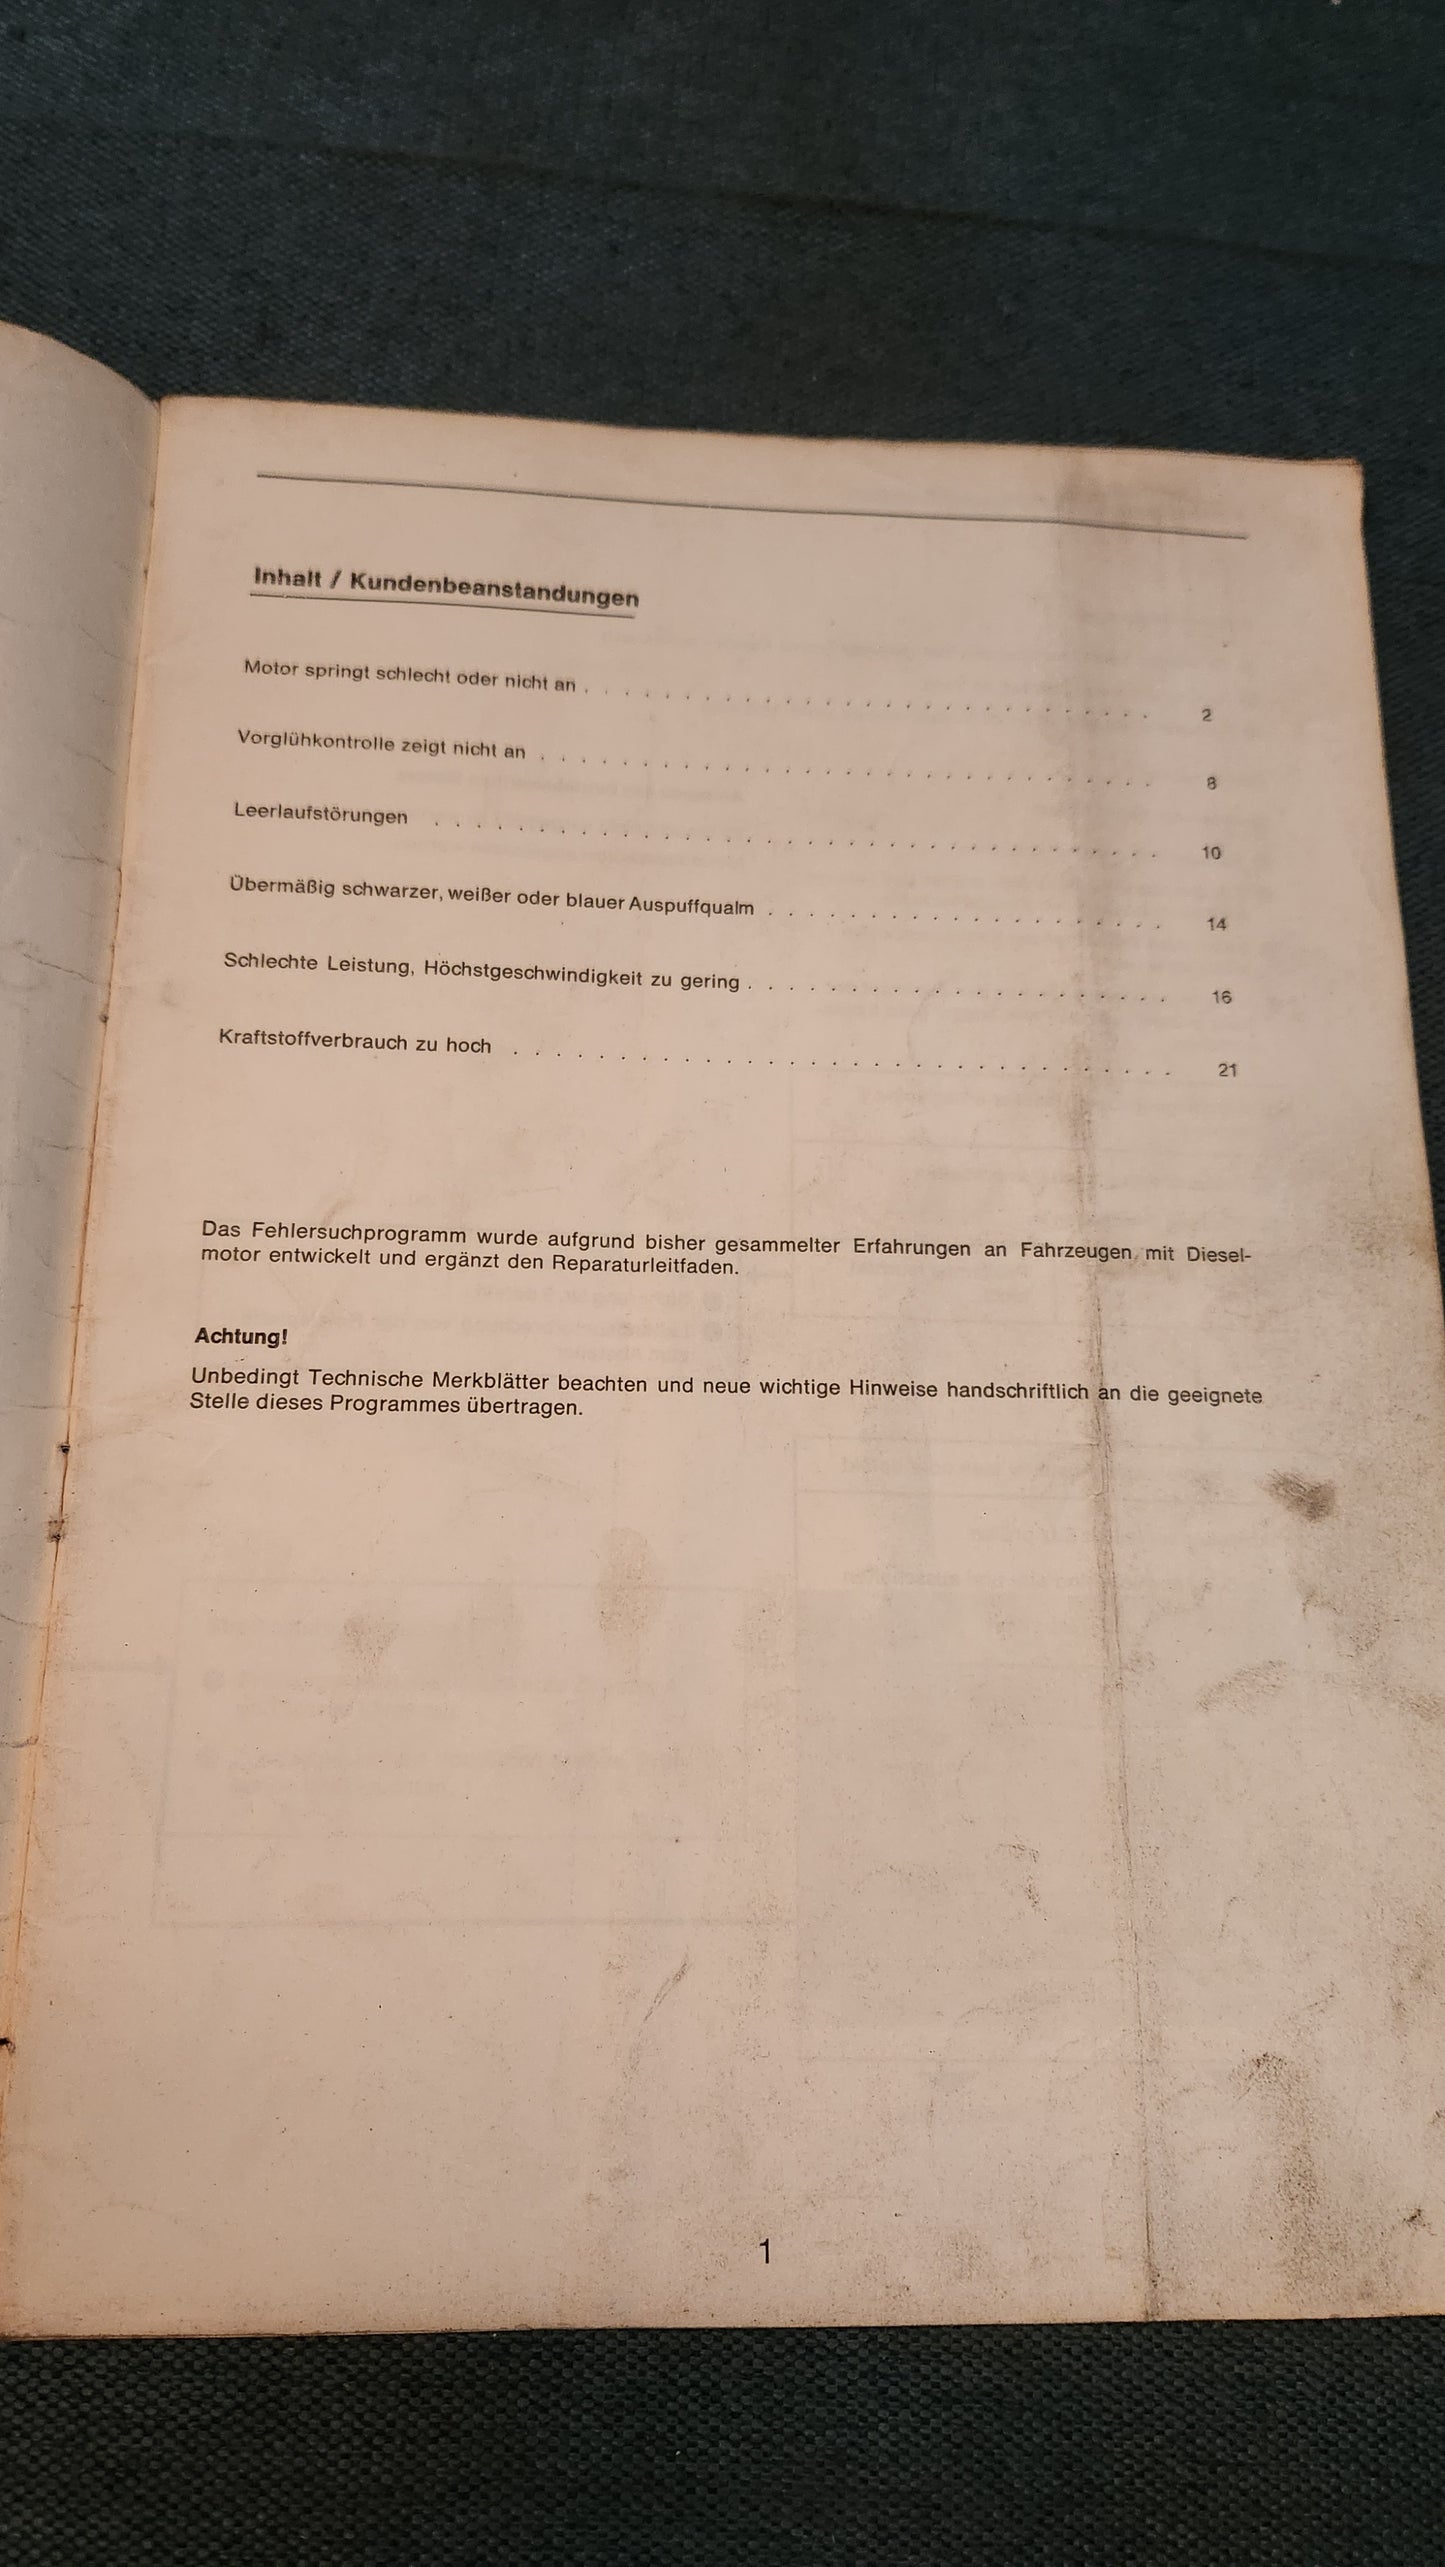 Inhalt / Kundenbeanstandungen
Motor springt schlecht oder nicht an . . . . . . . . . . . . . . . . . . . . . . . . . . . . . 2
Vorglühkontrolle zeigt nicht an . . . . . . . . . . . . . . . . . . . . . . . . . . . . . . . 8
Leerlaufstörungen . . . . . . . . . . . . . . . . . . . . . . . . . . . . . . . . . . . . 10
Übermäßig schwarzer, weißer oder blauer Auspuffqualm . . . . . . . . . . . . . . . . . . . . 14
Schlechte Leistung, Höchstgeschwindigkeit zu gering . . . . . . . . . . . . . . . . . . . . . 16
Kraftstoffverbrauch zu hoch . . . . . . . . . . . . . . . . . . . . . . . . . . . . . . . . 21
Das Fehlersuchprogramm wurde aufgrund bisher gesammelter Erfahrungen an Fahrzeugen mit Diesel-
motor entwickelt und ergänzt den Reparaturleitfaden.
Achtung!
Unbedingt Technische Merkblätter beachten und neue wichtige Hinweise handschriftlich an die geeignete
Stelle dieses Programmes übertragen.
1